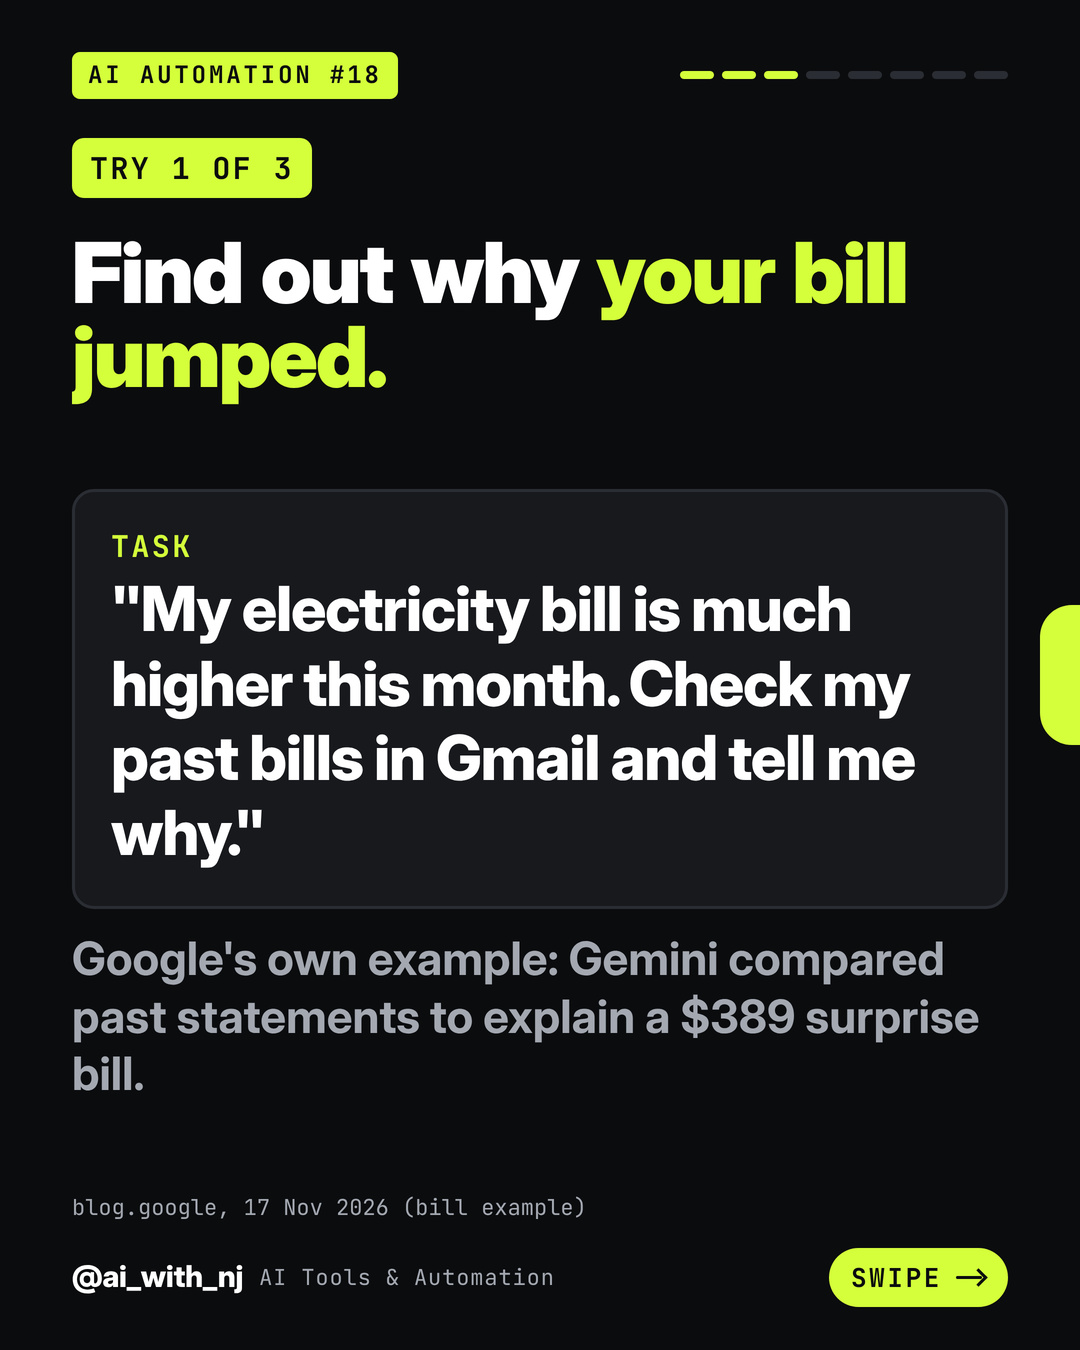 AI AUTOMATION #18
TRY 1 OF 3
Find out why your bill
jumped.
TASK
"My electricity bill is much
higher this month. Check my
past bills in Gmail and tell me
why."
Google's own example: Gemini compared
past statements to explain a $389 surprise
bill.
blog.google, 17 Nov 2026 (bill example)
@ai_with_nj AI Tools & Automation
SWIPE →